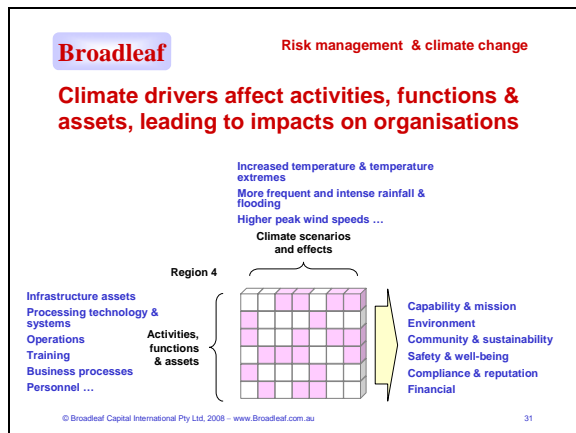 Broadleaf
Risk management & climate change
Climate drivers affect activities, functions &
assets, leading to impacts on organisations
Increased temperature & temperature
extremes
More frequent and intense rainfall &
flooding
Higher peak wind speeds …
Climate scenarios
and effects
Region 4
Infrastructure assets
Processing technology &
systems
Operations
Training
Business processes
Personnel …
Activities,
functions
& assets
Capability & mission
Environment
Community & sustainability
Safety & well-being
Compliance & reputation
Financial
© Broadleaf Capital International Pty Ltd, 2008 – www.Broadleaf.com.au
31